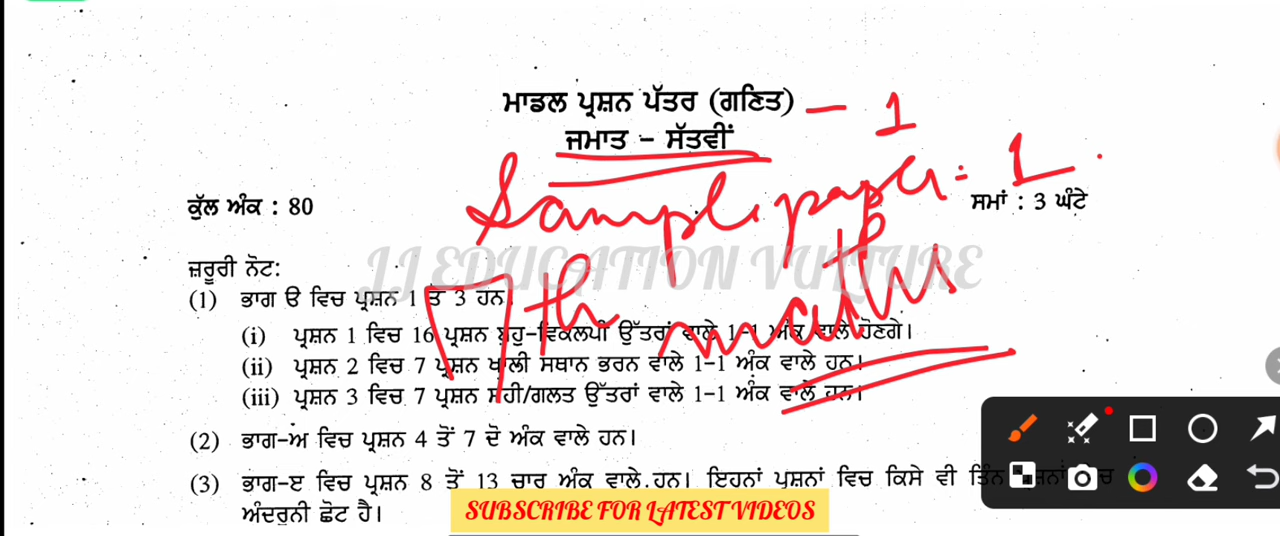 ਮਾਡਲ ਪ੍ਰਸ਼ਨ ਪੱਤਰ (ਗਣਿਤ) – 1
ਜਮਾਤ – ਸੱਤਵੀਂ
Sample paper = 1
ਕੁੱਲ ਅੰਕ : 80
ਸਮਾਂ : 3 ਘੰਟੇ
JJ EDUCATION VULTURE
7th maths
ਜ਼ਰੂਰੀ ਨੋਟ:
(1) ਭਾਗ ੳ ਵਿਚ ਪ੍ਰਸ਼ਨ 1 ਤੋਂ 3 ਹਨ।
(i) ਪ੍ਰਸ਼ਨ 1 ਵਿਚ 16 ਪ੍ਰਸ਼ਨ ਬਹੁ-ਵਿਕਲਪੀ ਉੱਤਰਾਂ ਵਾਲੇ 1-1 ਅੰਕ ਵਾਲੇ ਹੋਣਗੇ।
(ii) ਪ੍ਰਸ਼ਨ 2 ਵਿਚ 7 ਪ੍ਰਸ਼ਨ ਖਾਲੀ ਸਥਾਨ ਭਰਨ ਵਾਲੇ 1-1 ਅੰਕ ਵਾਲੇ ਹਨ।
(iii) ਪ੍ਰਸ਼ਨ 3 ਵਿਚ 7 ਪ੍ਰਸ਼ਨ ਸਹੀ/ਗਲਤ ਉੱਤਰਾਂ ਵਾਲੇ 1-1 ਅੰਕ ਵਾਲੇ ਹਨ।
(2) ਭਾਗ-ਅ ਵਿਚ ਪ੍ਰਸ਼ਨ 4 ਤੋਂ 7 ਦੋ ਅੰਕ ਵਾਲੇ ਹਨ।
(3) ਭਾਗ-ੲ ਵਿਚ ਪ੍ਰਸ਼ਨ 8 ਤੋਂ 13 ਚਾਰ ਅੰਕ ਵਾਲੇ ਹਨ। ਇਹਨਾਂ ਪ੍ਰਸ਼ਨਾਂ ਵਿਚ ਕਿਸੇ ਵੀ ਤਿੰਨ
ਅੰਦਰੂਨੀ ਛੋਟ ਹੈ।
SUBSCRIBE FOR LATEST VIDEOS